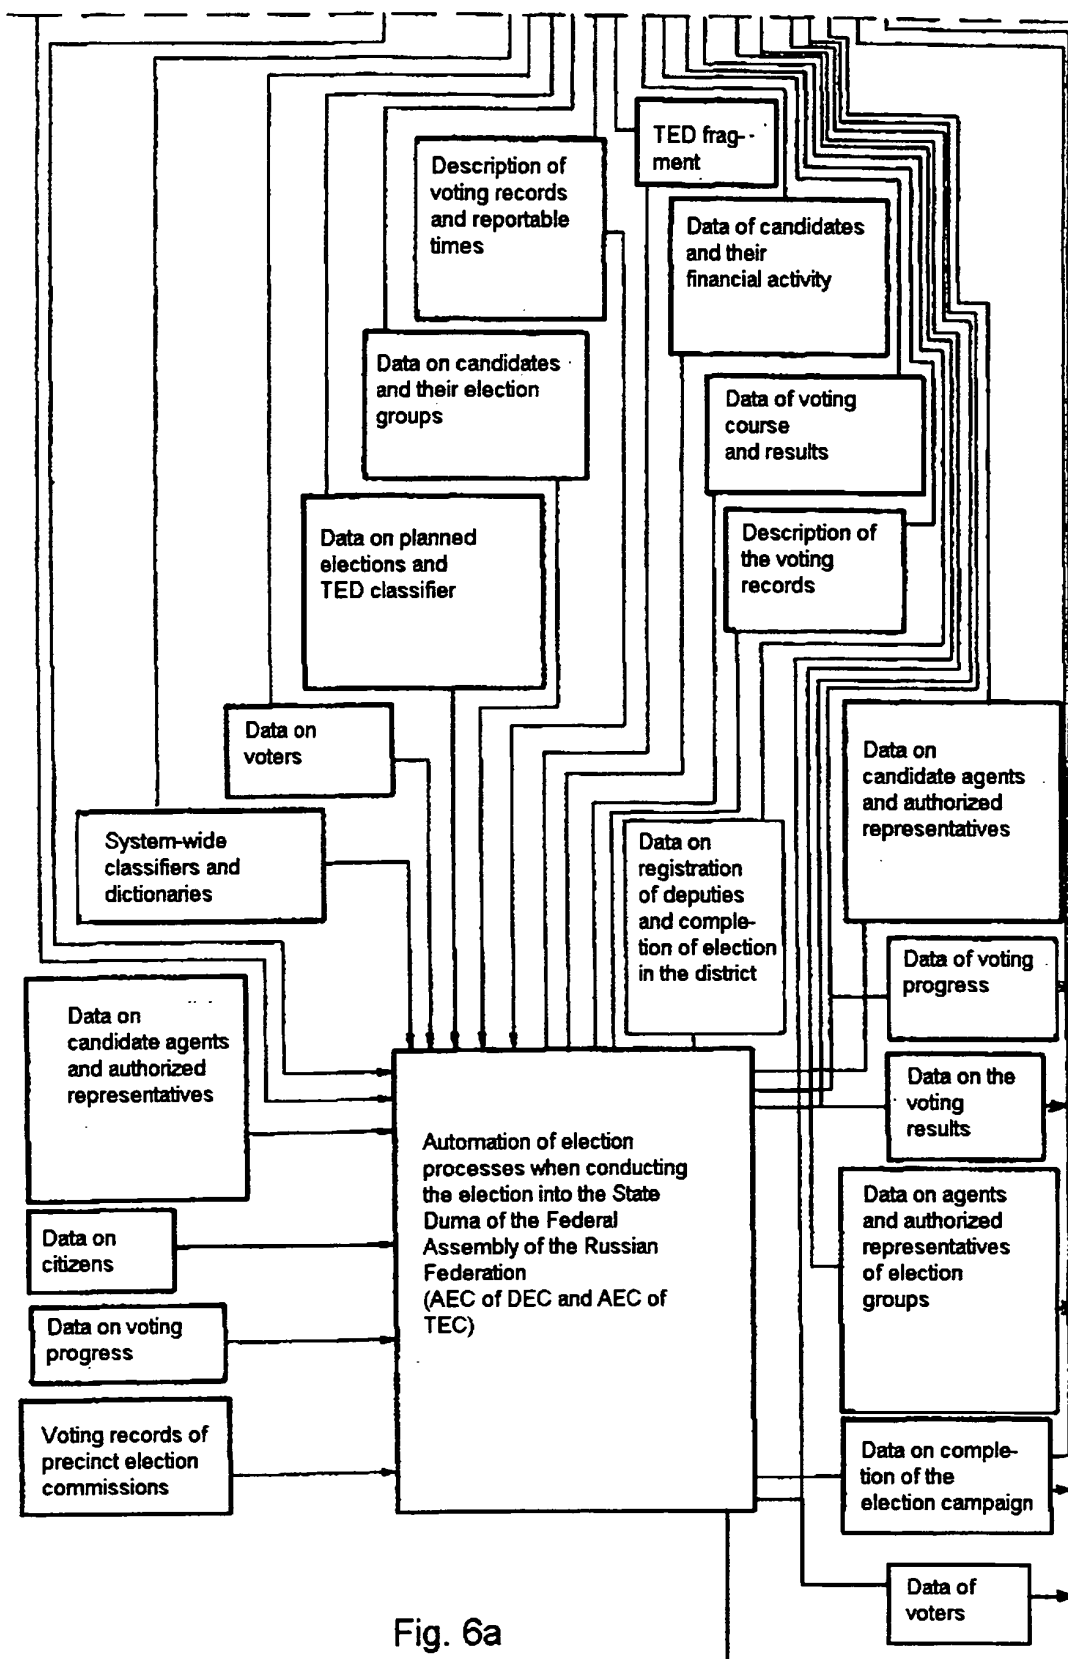 TED frag-
ment
Description of
voting records
and reportable
times
Data of candidates
and their
financial activity
Data on candidates
and their election
groups
Data of voting
course
and results
Data on planned
elections and
TED classifier
Description of
the voting
records
Data on
voters
Data on
candidate agents
and authorized
representatives
System-wide
classifiers and
dictionaries
Data on
registration
of deputies
and comple-
tion of election
in the district
Data of voting
progress
Data on
candidate agents
and authorized
representatives
Data on the
voting
results
Automation of election
processes when conducting
the election into the State
Duma of the Federal
Assembly of the Russian
Federation
(AEC of DEC and AEC of
TEC)
Data on agents
and authorized
representatives
of election
groups
Data on
citizens
Data on voting
progress
Voting records of
precinct election
commissions
Data on comple-
tion of the
election campaign
Data of
voters
Fig. 6a